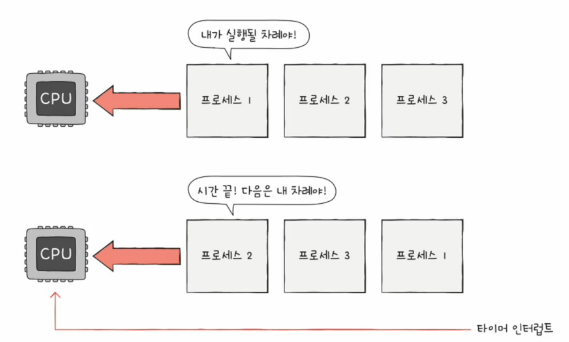 내가 실행될 차례야!
CPU
프로세스 1
프로세스 2
프로세스 3
시간 끝! 다음은 내 차례야!
CPU
프로세스 2
프로세스 3
프로세스 1
타이머 인터럽트